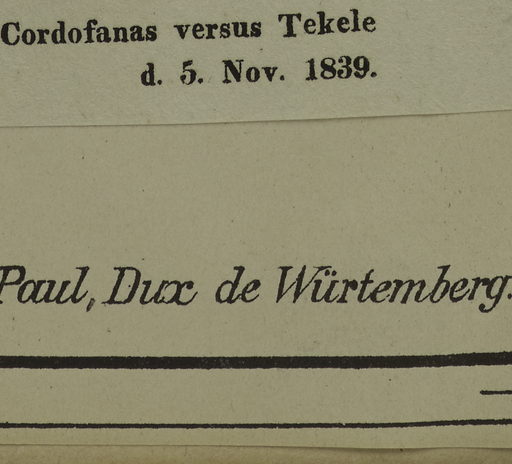 Cordofanas versus Tekele
d. 5. Nov. 1839.
Paul, Dux de Würtemberg.